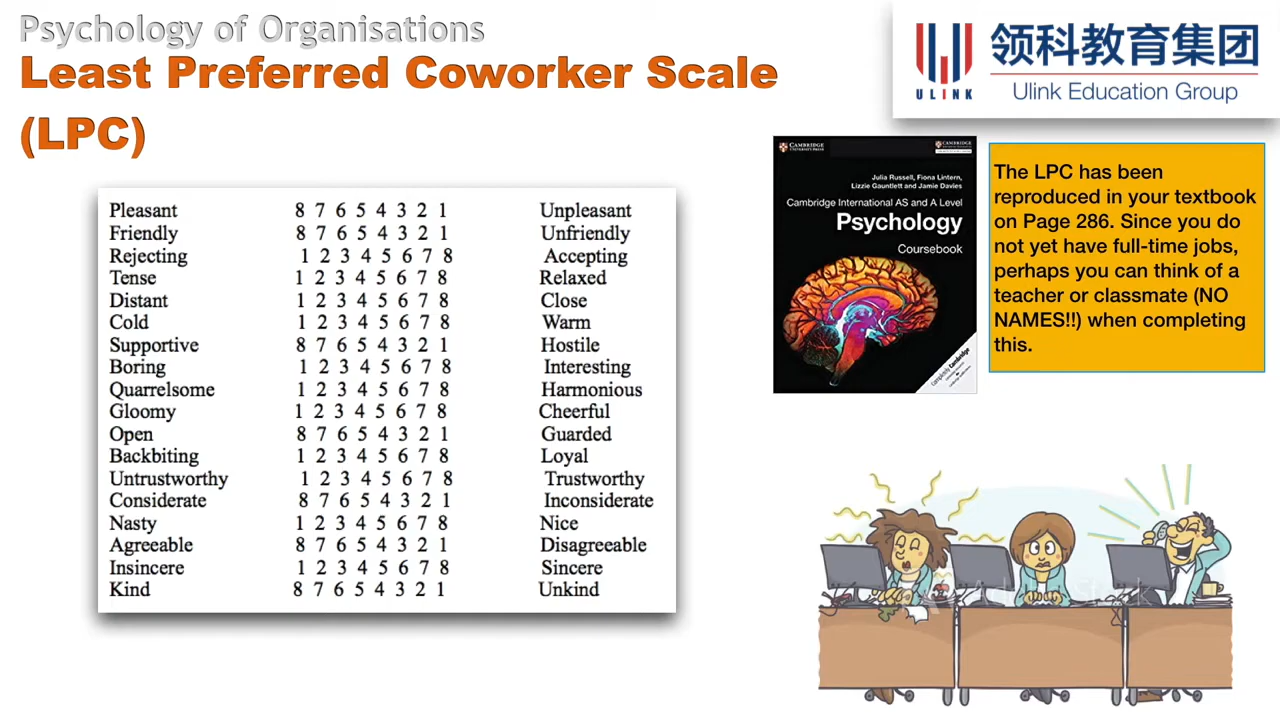 Psychology of Organisations
Least Preferred Coworker Scale
(LPC)
ULINK
领科教育集团
Ulink Education Group
Pleasant 8 7 6 5 4 3 2 1 Unpleasant
Friendly 8 7 6 5 4 3 2 1 Unfriendly
Rejecting 1 2 3 4 5 6 7 8 Accepting
Tense 1 2 3 4 5 6 7 8 Relaxed
Distant 1 2 3 4 5 6 7 8 Close
Cold 1 2 3 4 5 6 7 8 Warm
Supportive 8 7 6 5 4 3 2 1 Hostile
Boring 1 2 3 4 5 6 7 8 Interesting
Quarrelsome 1 2 3 4 5 6 7 8 Harmonious
Gloomy 1 2 3 4 5 6 7 8 Cheerful
Open 8 7 6 5 4 3 2 1 Guarded
Backbiting 1 2 3 4 5 6 7 8 Loyal
Untrustworthy 1 2 3 4 5 6 7 8 Trustworthy
Considerate 8 7 6 5 4 3 2 1 Inconsiderate
Nasty 1 2 3 4 5 6 7 8 Nice
Agreeable 8 7 6 5 4 3 2 1 Disagreeable
Insincere 1 2 3 4 5 6 7 8 Sincere
Kind 8 7 6 5 4 3 2 1 Unkind
CAMBRIDGE
Julia Russell, Fiona Lintern,
Lizzie Gauntlett and Jamie Davies
Cambridge International AS and A Level
Psychology
Coursebook
Completely Cambridge
The LPC has been
reproduced in your textbook
on Page 286. Since you do
not yet have full-time jobs,
perhaps you can think of a
teacher or classmate (NO
NAMES!!) when completing
this.